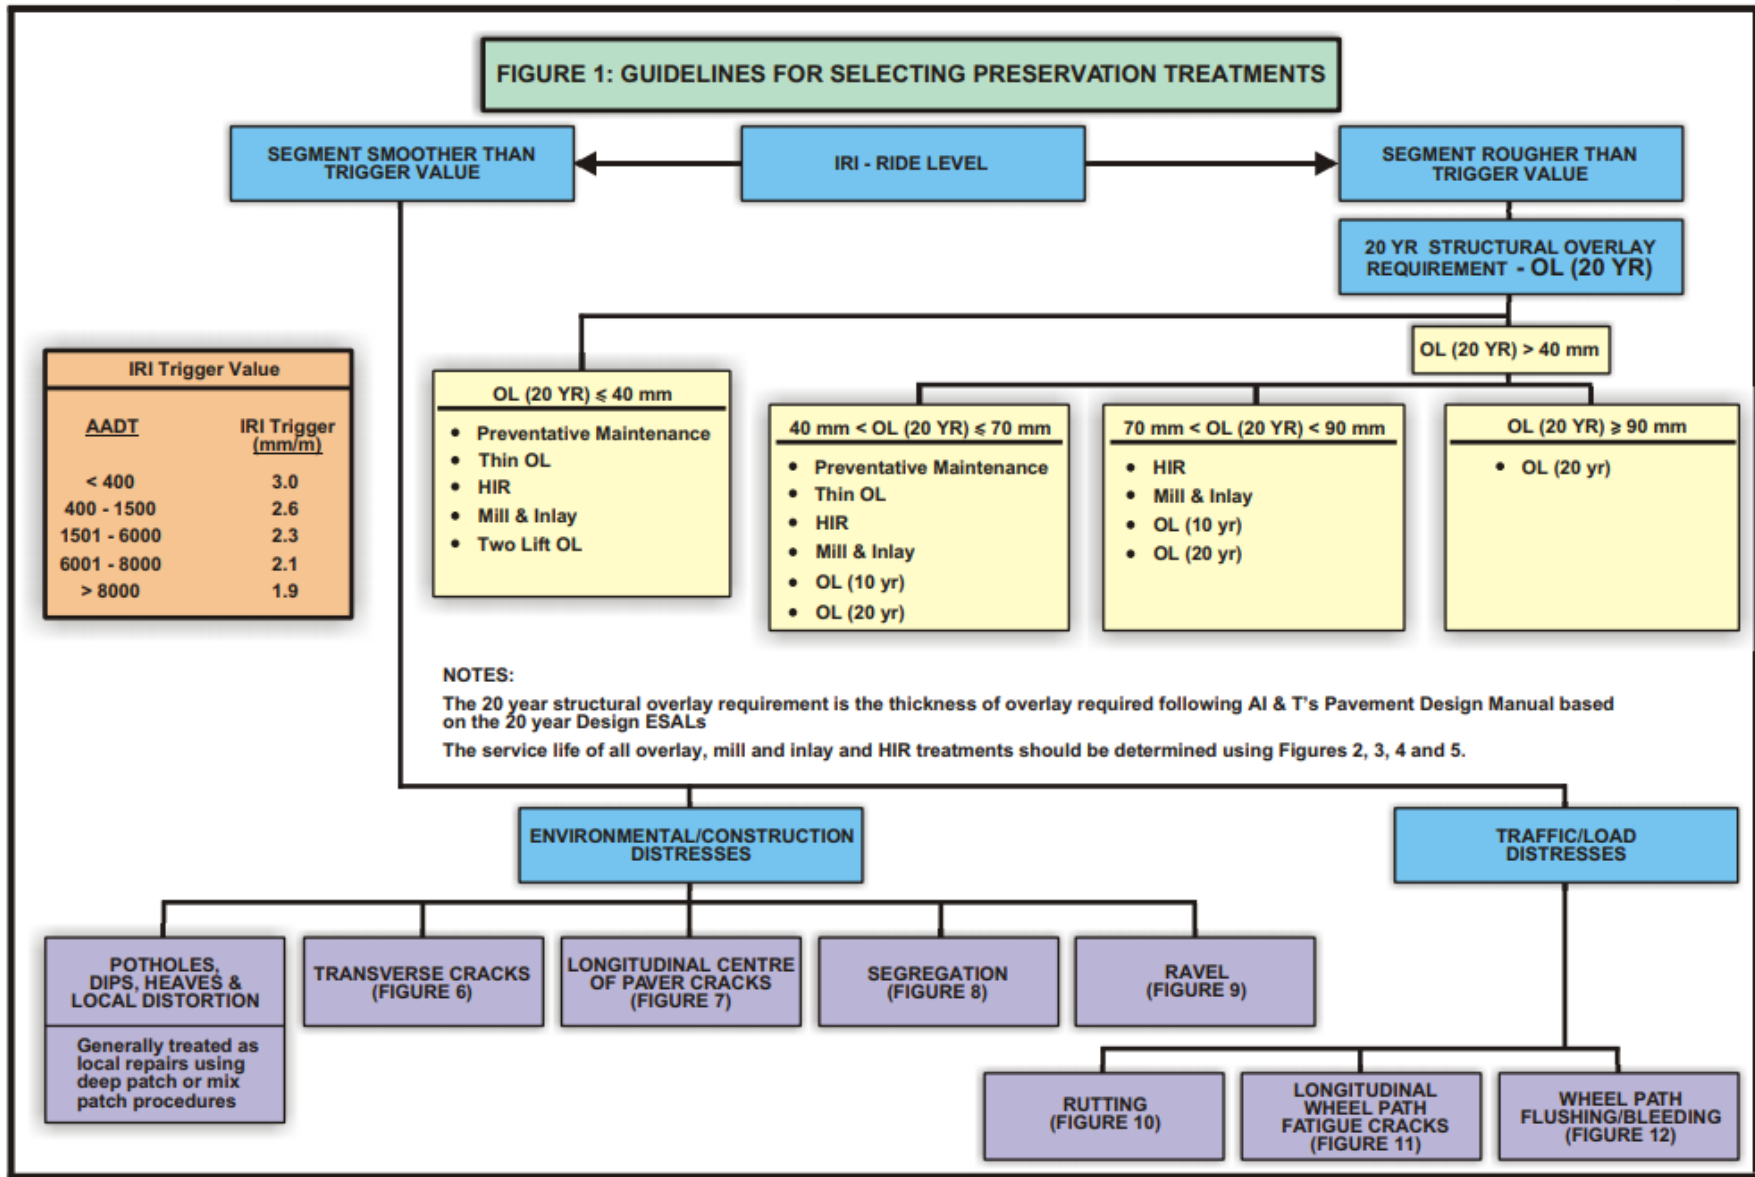 FIGURE 1: GUIDELINES FOR SELECTING PRESERVATION TREATMENTS
SEGMENT SMOOTHER THAN
TRIGGER VALUE
IRI - RIDE LEVEL
SEGMENT ROUGHER THAN
TRIGGER VALUE
20 YR STRUCTURAL OVERLAY
REQUIREMENT - OL (20 YR)
OL (20 YR) > 40 mm
IRI Trigger Value
AADT IRI Trigger
(mm/m)
< 400 3.0
400 - 1500 2.6
1501 - 6000 2.3
6001 - 8000 2.1
> 8000 1.9
OL (20 YR) ⩽ 40 mm
• Preventative Maintenance
• Thin OL
• HIR
• Mill & Inlay
• Two Lift OL
40 mm < OL (20 YR) ⩽ 70 mm
• Preventative Maintenance
• Thin OL
• HIR
• Mill & Inlay
• OL (10 yr)
• OL (20 yr)
70 mm < OL (20 YR) < 90 mm
• HIR
• Mill & Inlay
• OL (10 yr)
• OL (20 yr)
OL (20 YR) ⩾ 90 mm
• OL (20 yr)
NOTES:
The 20 year structural overlay requirement is the thickness of overlay required following AI & T's Pavement Design Manual based
on the 20 year Design ESALs
The service life of all overlay, mill and inlay and HIR treatments should be determined using Figures 2, 3, 4 and 5.
ENVIRONMENTAL/CONSTRUCTION
DISTRESSES
TRAFFIC/LOAD
DISTRESSES
POTHOLES,
DIPS, HEAVES &
LOCAL DISTORTION
Generally treated as
local repairs using
deep patch or mix
patch procedures
TRANSVERSE CRACKS
(FIGURE 6)
LONGITUDINAL CENTRE
OF PAVER CRACKS
(FIGURE 7)
SEGREGATION
(FIGURE 8)
RAVEL
(FIGURE 9)
RUTTING
(FIGURE 10)
LONGITUDINAL
WHEEL PATH
FATIGUE CRACKS
(FIGURE 11)
WHEEL PATH
FLUSHING/BLEEDING
(FIGURE 12)